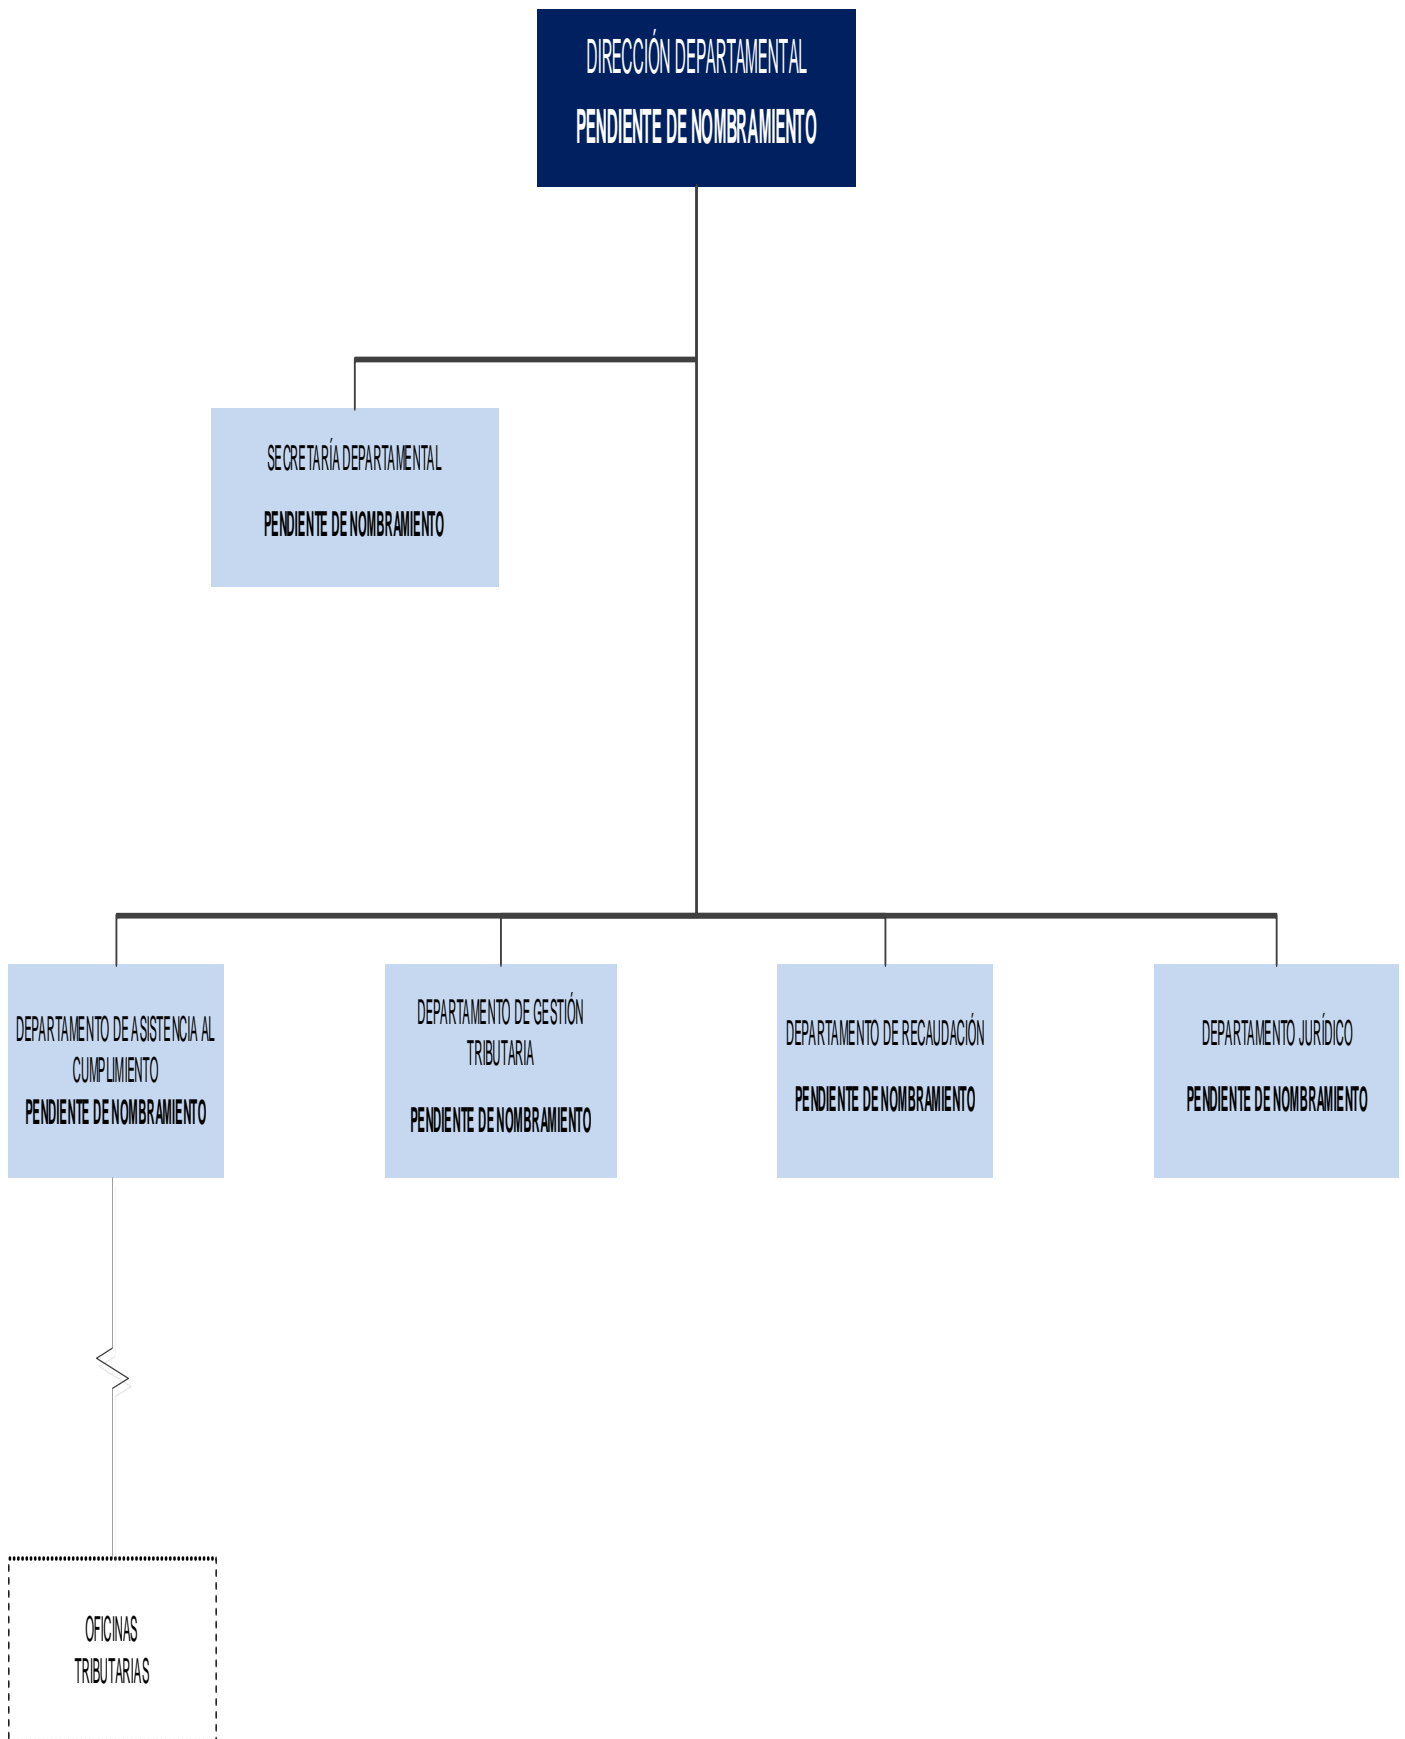 DIRECCIÓN DEPARTAMENTAL
PENDIENTE DE NOMBRAMIENTO
SECRETARÍA DEPARTAMENTAL
PENDIENTE DE NOMBRAMIENTO
DEPARTAMENTO DE ASISTENCIA AL
CUMPLIMIENTO
PENDIENTE DE NOMBRAMIENTO
DEPARTAMENTO DE GESTIÓN
TRIBUTARIA
PENDIENTE DE NOMBRAMIENTO
DEPARTAMENTO DE RECAUDACIÓN
PENDIENTE DE NOMBRAMIENTO
DEPARTAMENTO JURÍDICO
PENDIENTE DE NOMBRAMIENTO
OFICINAS
TRIBUTARIAS